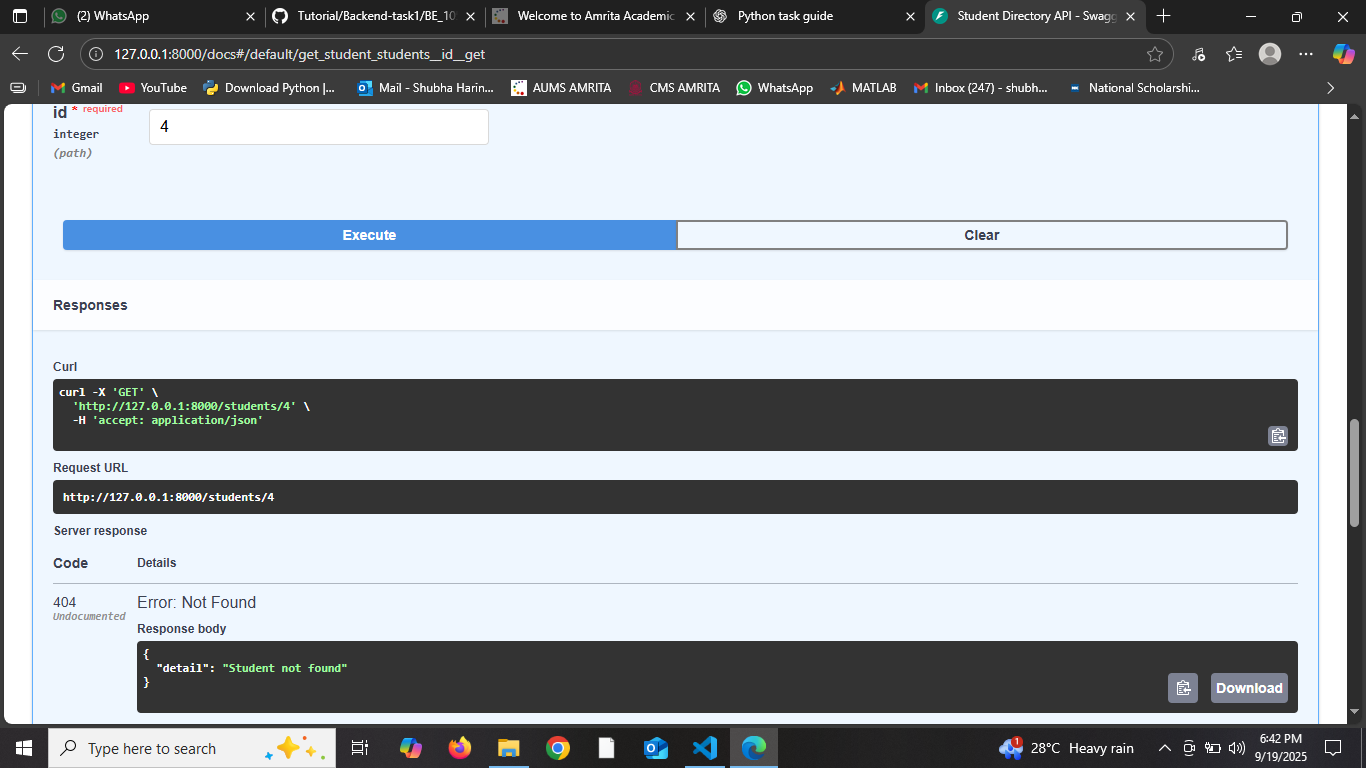 (2) WhatsApp
Tutorial/Backend-task1/BE_10
Welcome to Amrita Academic
Python task guide
Student Directory API - Swagg
127.0.0.1:8000/docs#/default/get_student_students__id__get
Gmail
YouTube
Download Python |...
Mail - Shubha Harin...
AUMS AMRITA
CMS AMRITA
WhatsApp
MATLAB
Inbox (247) - shubh...
National Scholarshi...
id * required
integer
(path)
4
Execute
Clear
Responses
Curl
curl -X 'GET' \
'http://127.0.0.1:8000/students/4' \
-H 'accept: application/json'
Request URL
http://127.0.0.1:8000/students/4
Server response
Code
Details
404
Undocumented
Error: Not Found
Response body
{
"detail": "Student not found"
}
Download
Type here to search
1
28°C Heavy rain
6:42 PM
9/19/2025